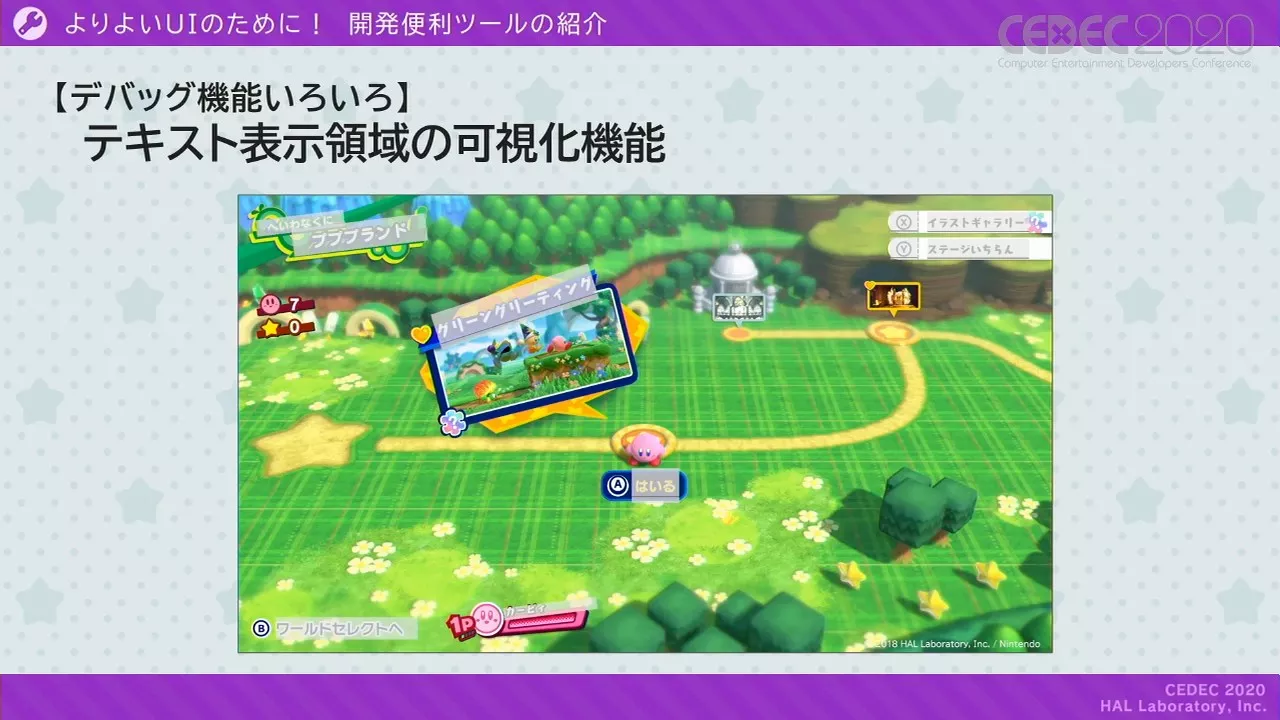 よりよいUIのために！ 開発便利ツールの紹介
CEDEC2020
Computer Entertainment Developers Conference
【デバッグ機能いろいろ】
テキスト表示領域の可視化機能
へいわなくに
ププブランド
X イラストギャラリー
Y ステージいちらん
7
0
グリーングリーティング
A はいる
B ワールドセレクトへ
1P カービィ
©2018 HAL Laboratory, Inc. / Nintendo
CEDEC 2020
HAL Laboratory, Inc.